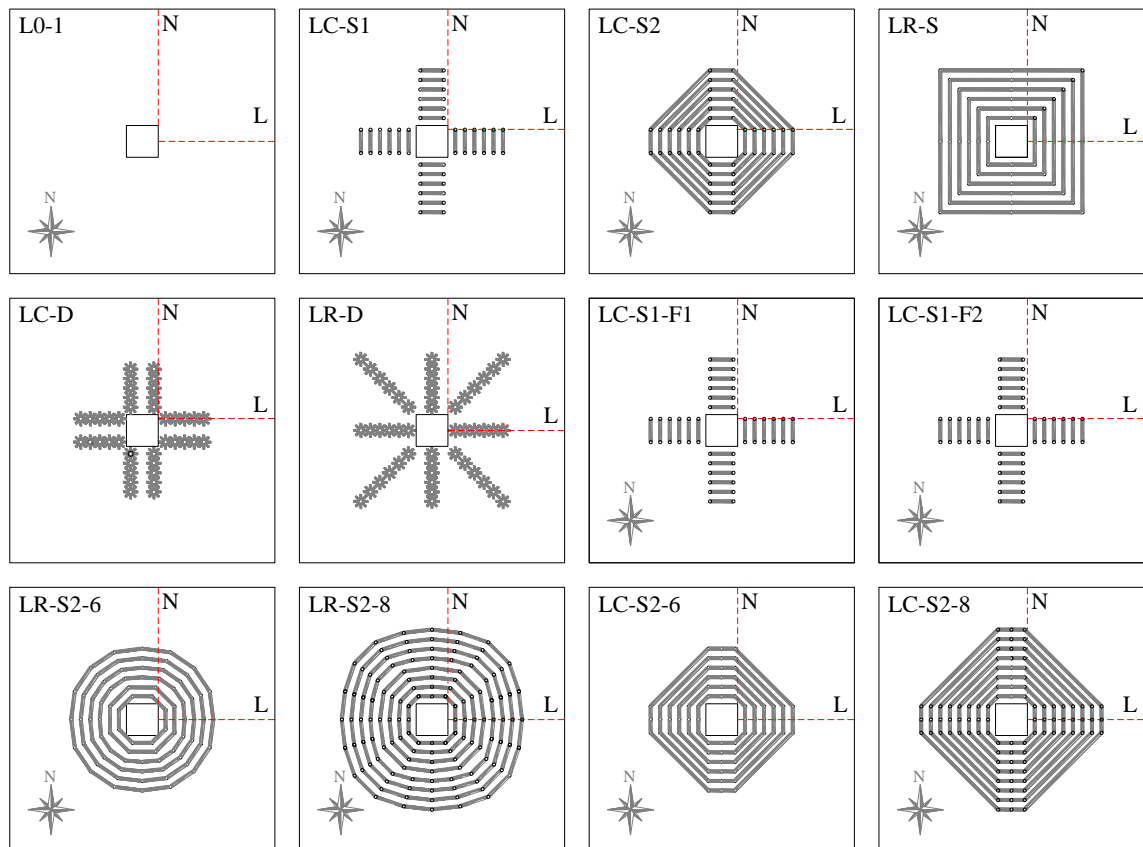 L0-1 N L N
LC-S1 N L N
LC-S2 N L N
LR-S N L N
LC-D N L
LR-D N L
LC-S1-F1 N L N
LC-S1-F2 N L N
LR-S2-6 N L N
LR-S2-8 N L N
LC-S2-6 N L N
LC-S2-8 N L N